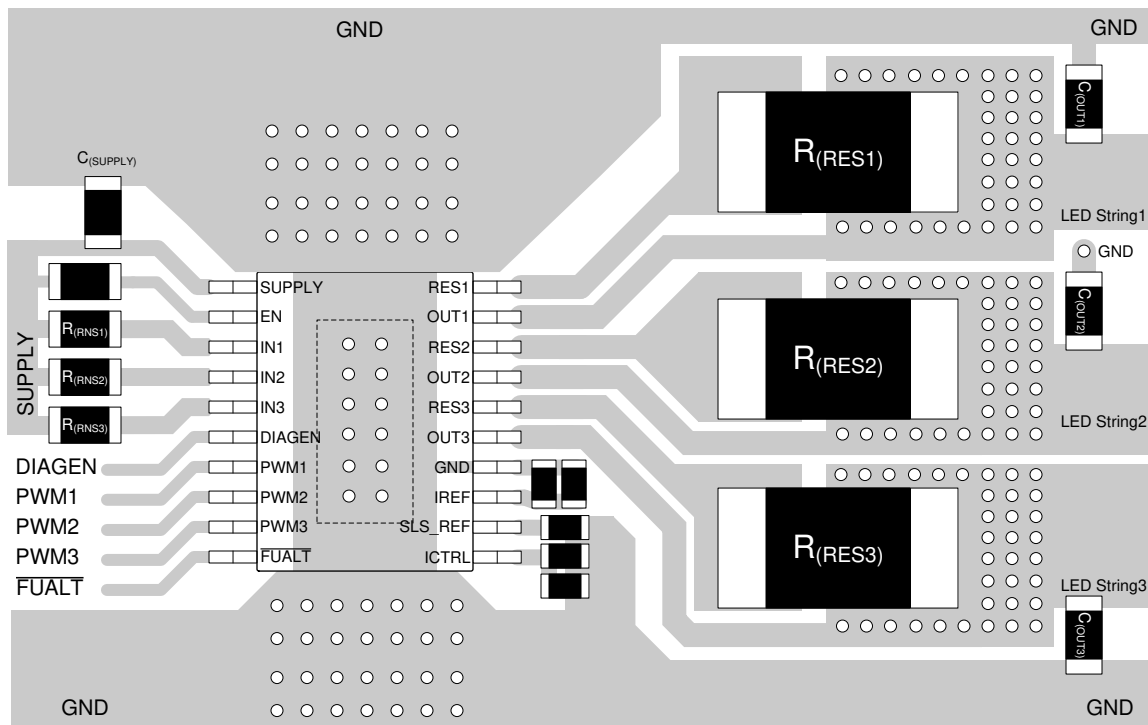 GND
GND
C(SUPPLY)
C(OUT1)
R(RES1)
LED String1
GND
SUPPLY
RES1
EN
OUT1
R(RNS1)
IN1
RES2
R(RNS2)
IN2
OUT2
R(RNS3)
IN3
RES3
SUPPLY
C(OUT2)
R(RES2)
LED String2
DIAGEN
OUT3
DIAGEN
PWM1
GND
PWM1
PWM2
IREF
PWM2
PWM3
SLS_REF
PWM3
FUALT
ICTRL
FUALT
R(RES3)
LED String3
C(OUT3)
GND
GND